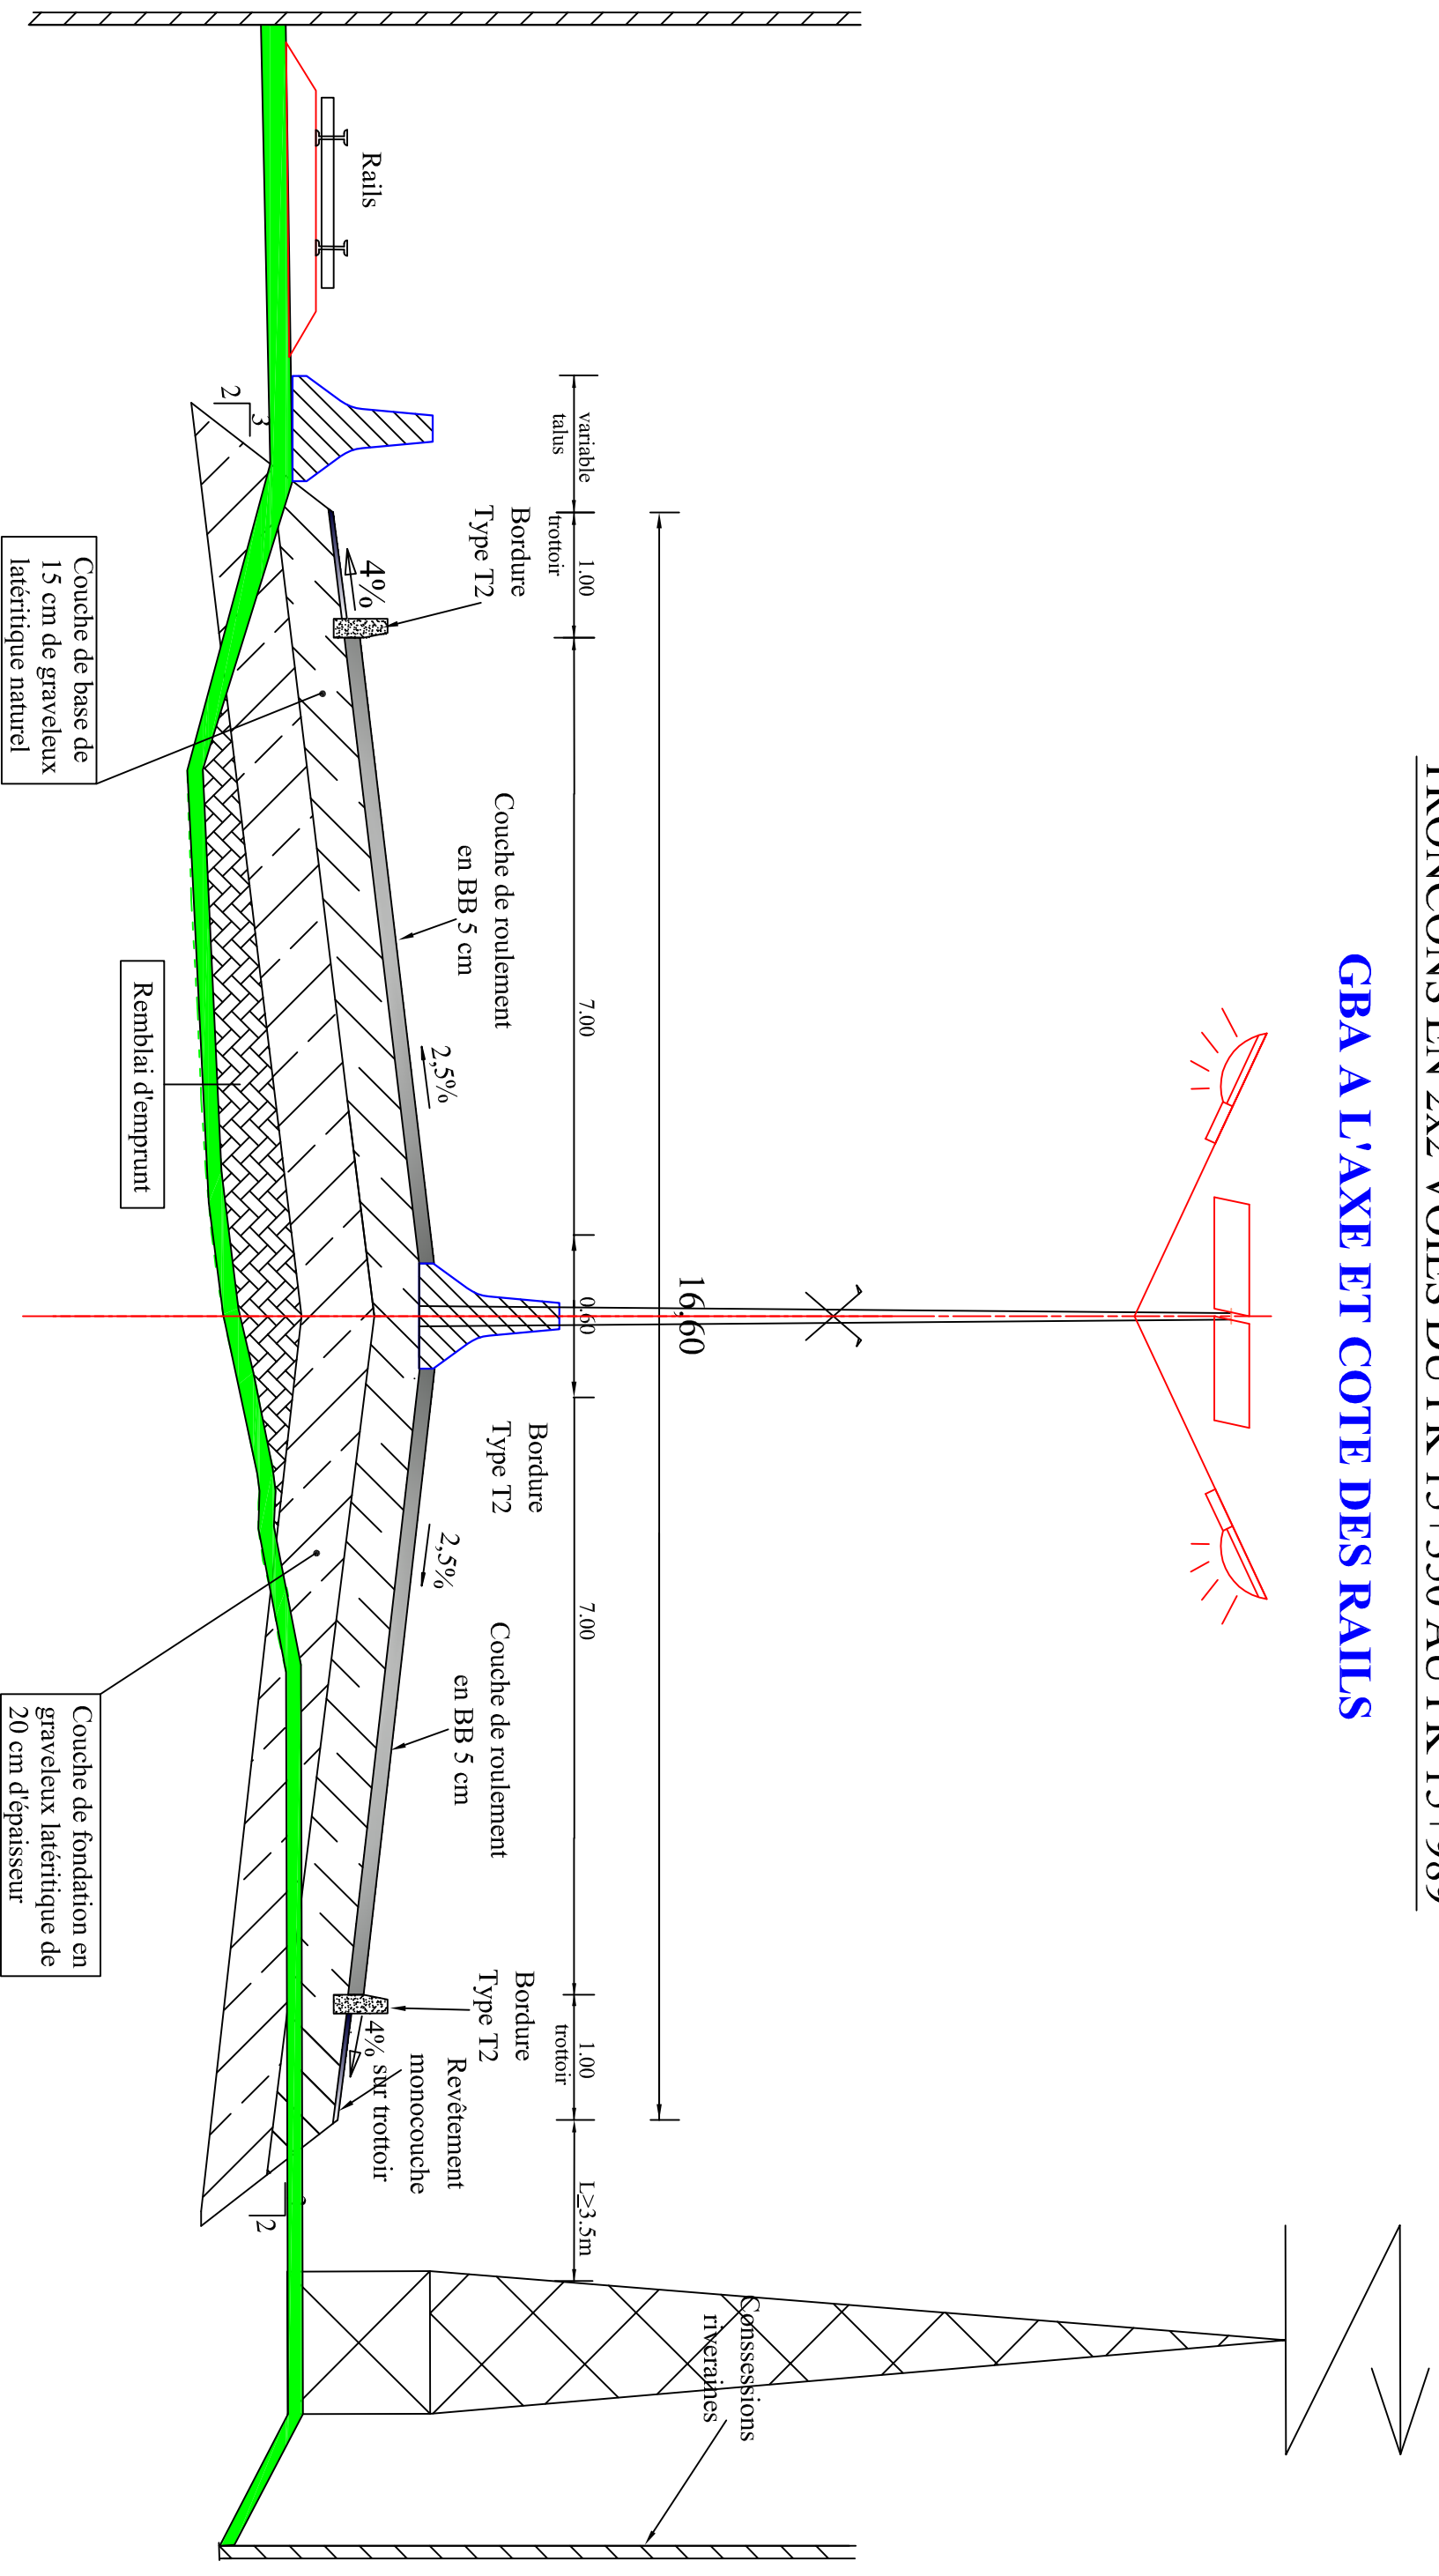 GBA A L'AXE ET COTE DES RAILS
16,60
variable
talus
1.00
trottoir
7.00
0.60
7.00
1.00
trottoir
L≥3.5m
Rails
Bordure
Type T2
4%
Couche de roulement
en BB 5 cm
2,5%
Bordure
Type T2
2,5%
Couche de roulement
en BB 5 cm
Bordure
Type T2
Revêtement
monocouche
4% sur trottoir
Conssessions
riveraines
2
3
2
Couche de base de
15 cm de graveleux
latéritique naturel
Remblai d'emprunt
Couche de fondation en
graveleux latéritique de
20 cm d'épaisseur